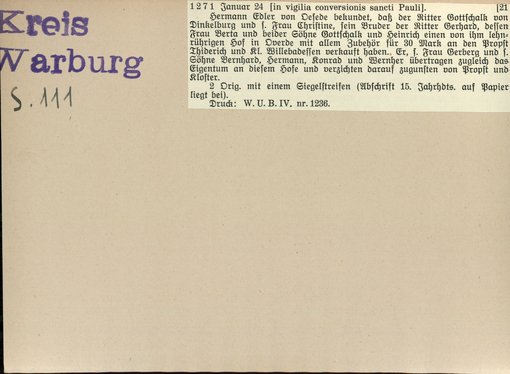 Kreis
Warburg
S. 111
1271 Januar 24 [in vigilia conversionis sancti Pauli]. [21
Hermann Edler von Oesede bekundet, daß der Ritter Gottschalk von
Dinkelburg und s. Frau Christine, sein Bruder der Ritter Gerhard, dessen
Frau Berta und beider Söhne Gottschalk und Heinrich einen von ihm lehn-
rührigen Hof in Overde mit allem Zubehör für 30 Mark an den Propst
Thiderich und Kl. Willebadessen verkauft haben.. Er, s. Frau Gerberg und s.
Söhne Bernhard, Hermann, Konrad und Wernher übertragen zugleich das
Eigentum an diesem Hofe und verzichten darauf zugunsten von Propst und
Kloster.
2 Orig. mit einem Siegelstreifen (Abschrift 15. Jahrhdts. auf Papier
liegt bei).
Druck: W. U. B. IV. nr. 1236.